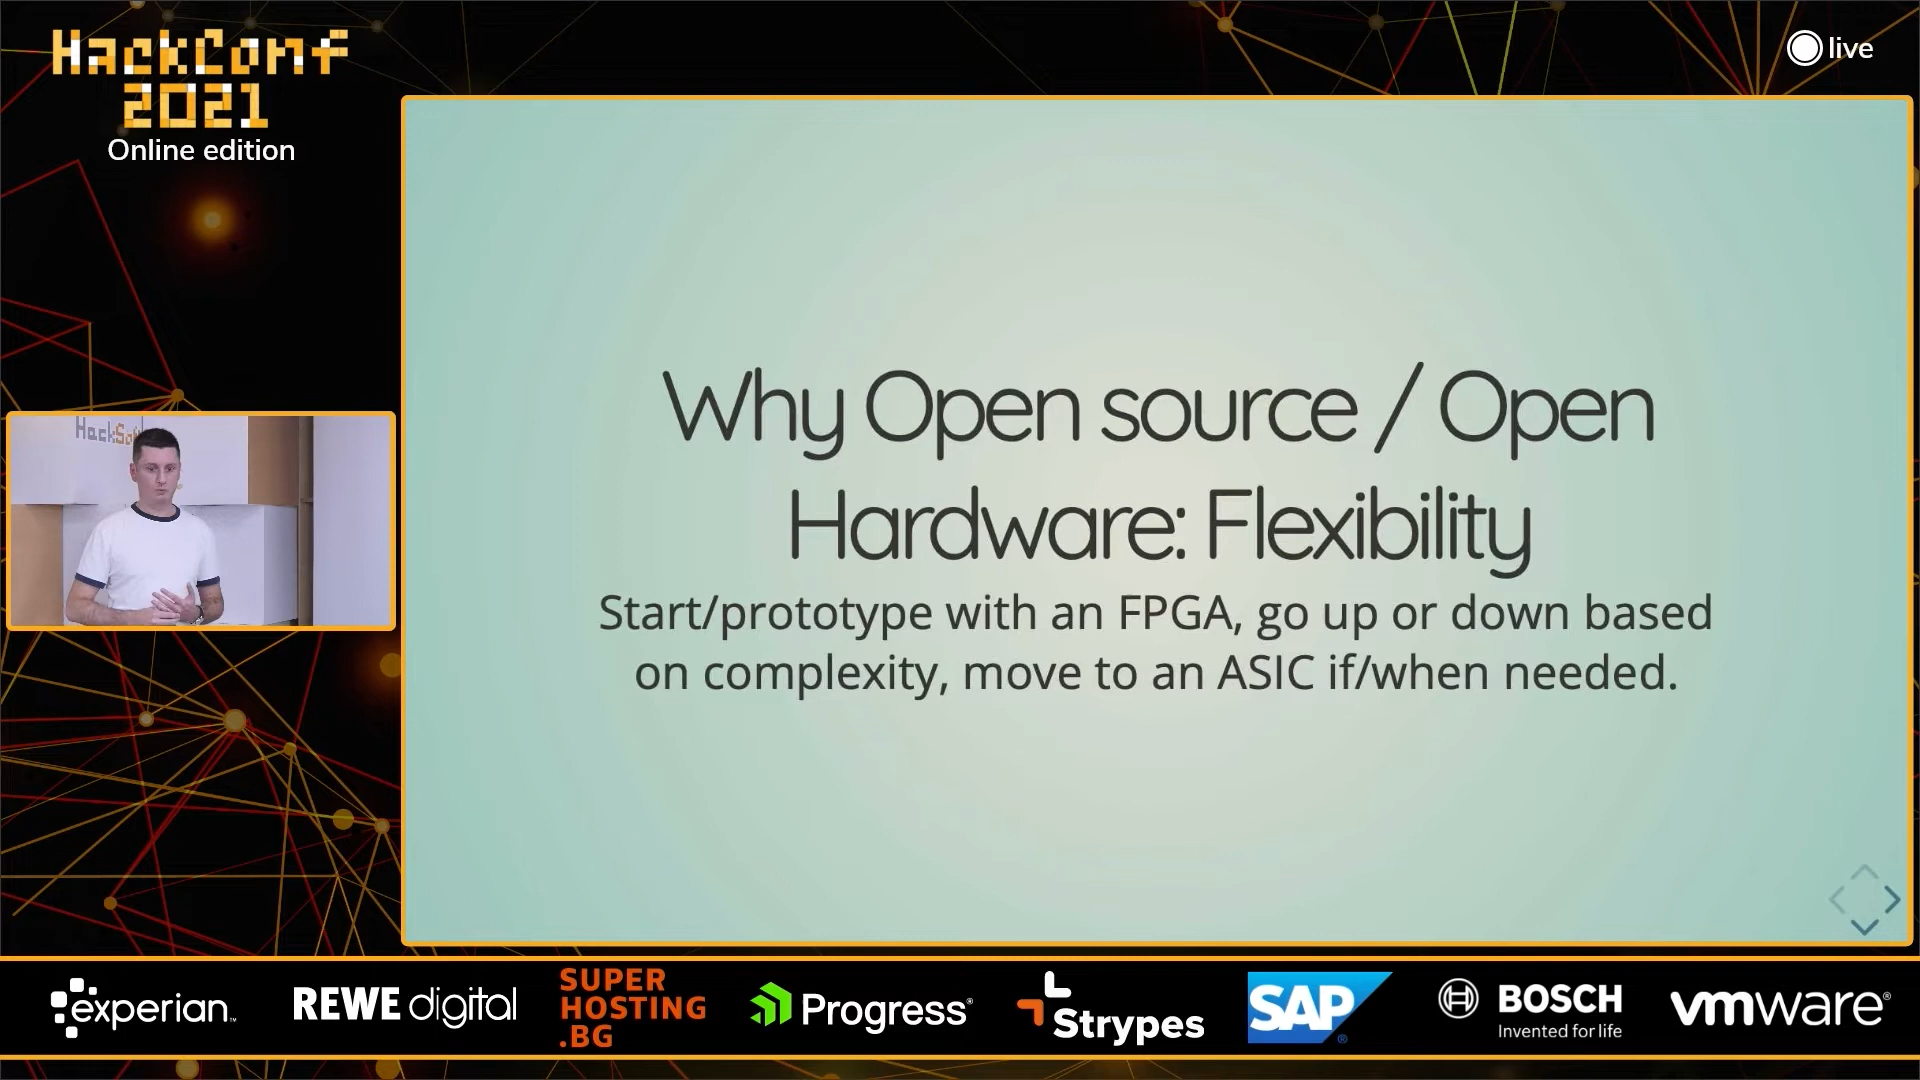 HackConf
2021
Online edition
live
HackSoft
Why Open source / Open
Hardware: Flexibility
Start/prototype with an FPGA, go up or down based
on complexity, move to an ASIC if/when needed.
experian™
REWE digital
SUPER
HOSTING
.BG
Progress®
Strypes
SAP®
BOSCH
Invented for life
vmware®